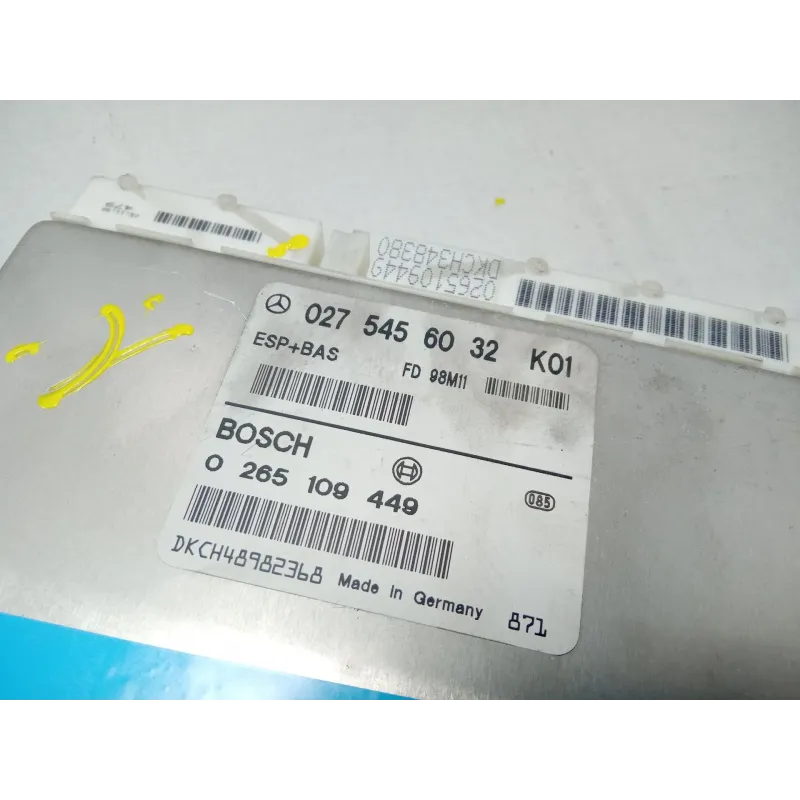 0265109449
DKCH348380
027 545 60 32 K01
ESP+BAS
FD 98M11
BOSCH
0 265 109 449
085
DKCH48982368 Made in Germany 871